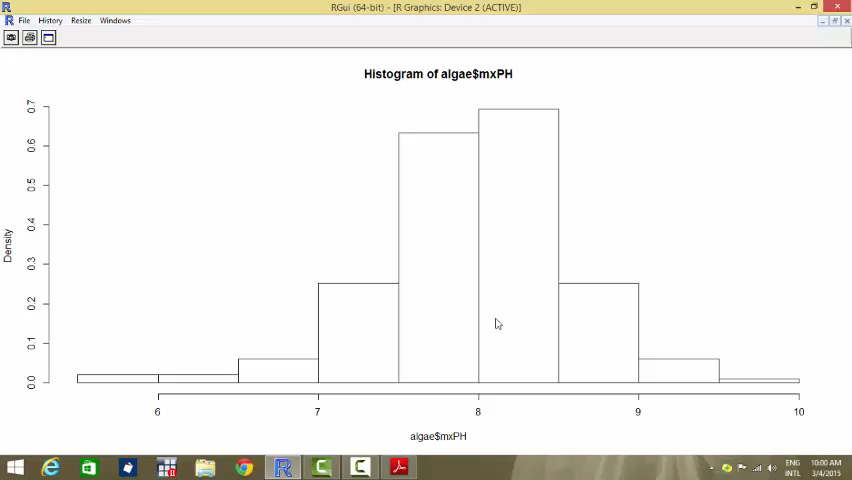 RGui (64-bit) - [R Graphics: Device 2 (ACTIVE)]
File History Resize Windows
Histogram of algae$mxPH
0.7
0.6
0.5
0.4
0.3
0.2
0.1
0.0
Density
6 7 8 9 10
algae$mxPH
ENG 10:00 AM
INTL 3/4/2015